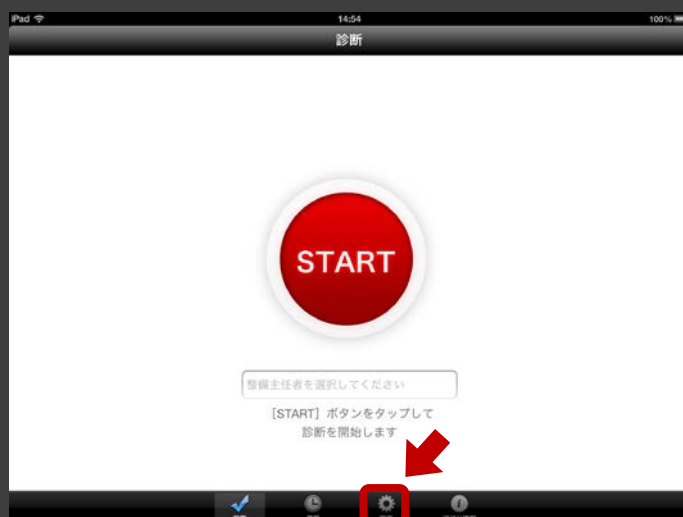 iPad 14:54 100%
診断
START
整備主任者を選択してください
[START] ボタンをタップして
診断を開始します